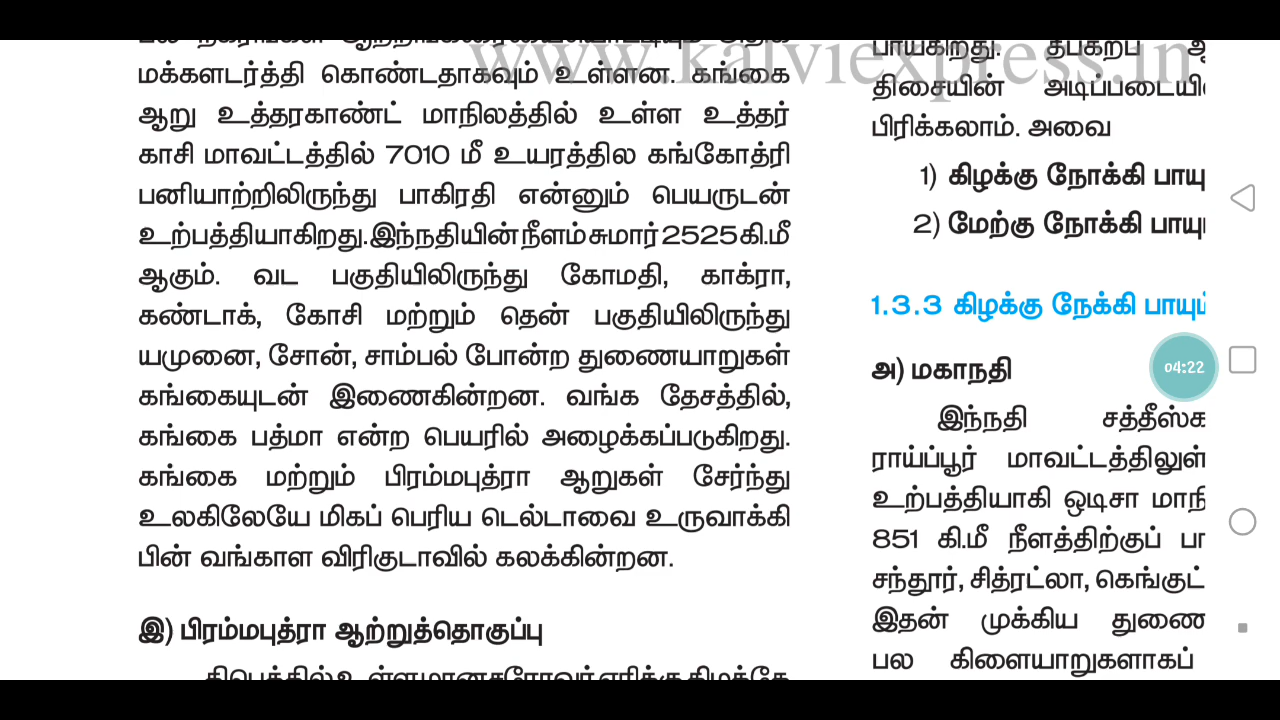 www.kalviexpress.in
மக்களடர்த்தி கொண்டதாகவும் உள்ளன. கங்கை
ஆறு உத்தரகாண்ட் மாநிலத்தில் உள்ள உத்தர்
காசி மாவட்டத்தில் 7010 மீ உயரத்தில கங்கோத்ரி
பனியாற்றிலிருந்து பாகிரதி என்னும் பெயருடன்
உற்பத்தியாகிறது.இந்நதியின் நீளம் சுமார் 2525 கி.மீ
ஆகும். வட பகுதியிலிருந்து கோமதி, காக்ரா,
கண்டாக், கோசி மற்றும் தென் பகுதியிலிருந்து
யமுனை, சோன், சாம்பல் போன்ற துணையாறுகள்
கங்கையுடன் இணைகின்றன. வங்க தேசத்தில்,
கங்கை பத்மா என்ற பெயரில் அழைக்கப்படுகிறது.
கங்கை மற்றும் பிரம்மபுத்ரா ஆறுகள் சேர்ந்து
உலகிலேயே மிகப் பெரிய டெல்டாவை உருவாக்கி
பின் வங்காள விரிகுடாவில் கலக்கின்றன.
இ) பிரம்மபுத்ரா ஆற்றுத்தொகுப்பு
பாய்கிறது. தீபகற்ப
திசையின் அடிப்படையி
பிரிக்கலாம். அவை
1) கிழக்கு நோக்கி பாயு
2) மேற்கு நோக்கி பாயு
1.3.3 கிழக்கு நேக்கி பாயும்
அ) மகாநதி
04:22
இந்நதி சத்தீஸ்க
ராய்ப்பூர் மாவட்டத்திலுள்
உற்பத்தியாகி ஒடிசா மாநி
851 கி.மீ நீளத்திற்குப் பா
சந்தூர், சித்ரட்லா, கெங்குட்
இதன் முக்கிய துணை
பல கிளையாறுகளாகப்